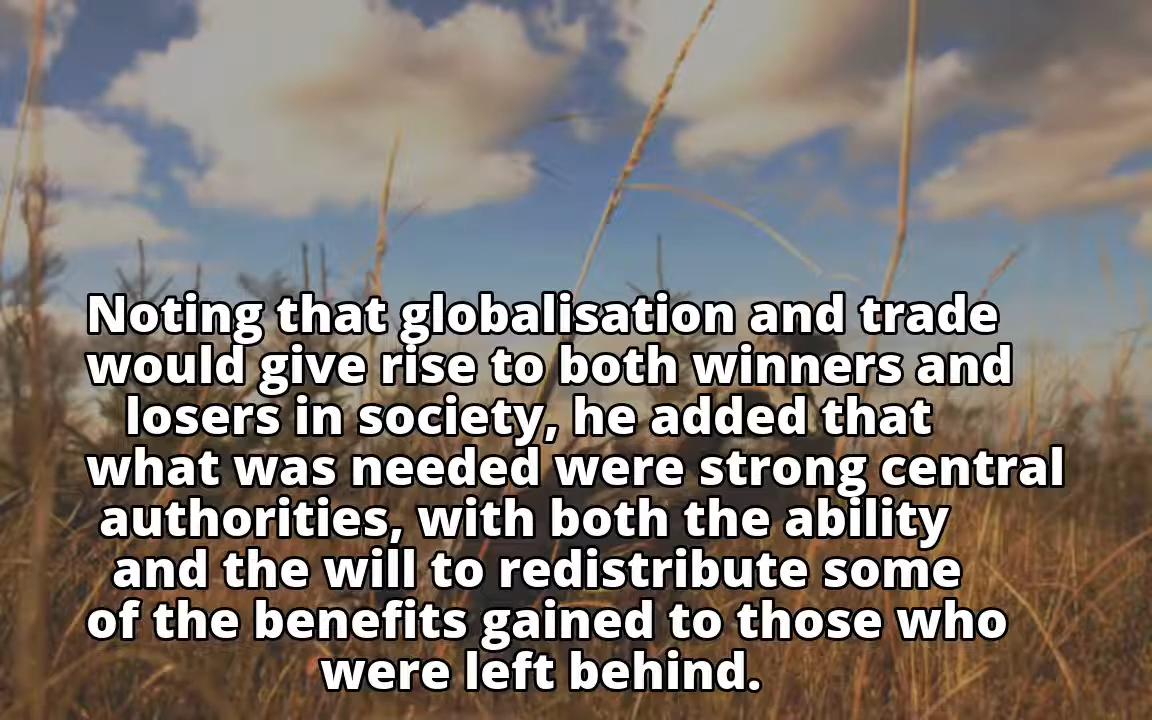 Noting that globalisation and trade
would give rise to both winners and
losers in society, he added that
what was needed were strong central
authorities, with both the ability
and the will to redistribute some
of the benefits gained to those who
were left behind.